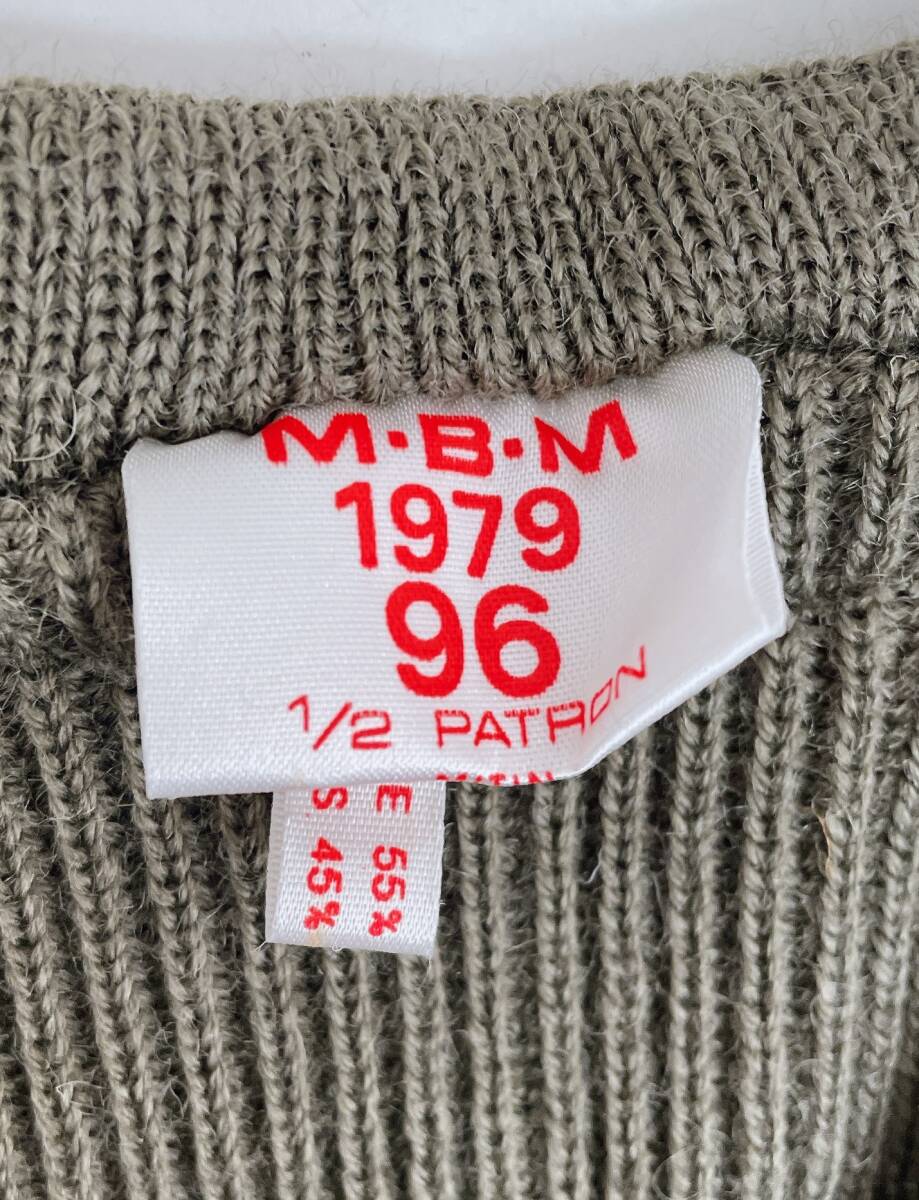 M·B·M
1979
96
1/2 PATRON
E 55%
S 45%